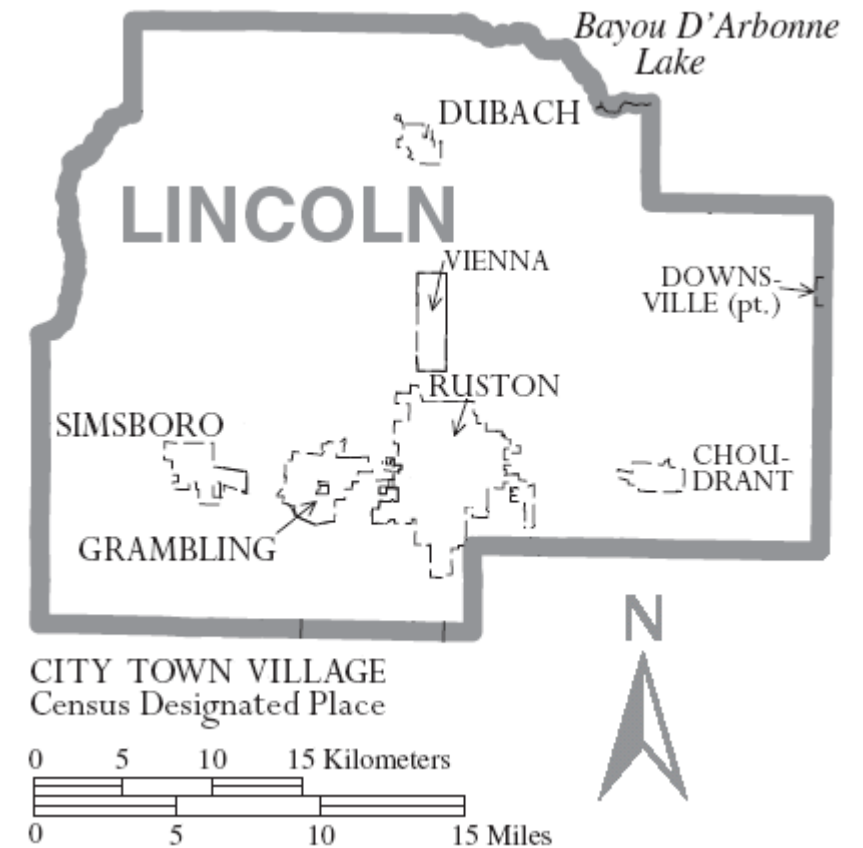 Bayou D'Arbonne
Lake
DUBACH
LINCOLN
VIENNA
DOWNS-
VILLE (pt.)
RUSTON
SIMSBORO
CHOU-
DRANT
GRAMBLING
N
CITY TOWN VILLAGE
Census Designated Place
0 5 10 15 Kilometers
0 5 10 15 Miles